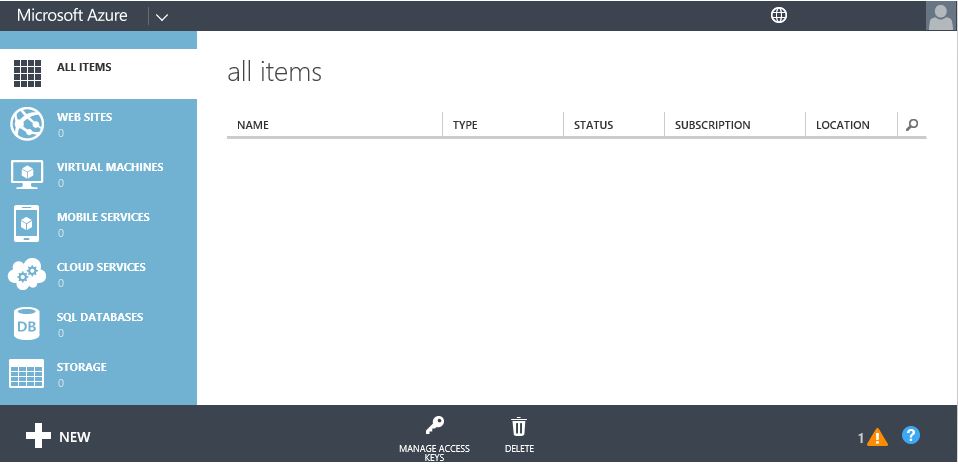 Microsoft Azure
ALL ITEMS
WEB SITES
0
VIRTUAL MACHINES
0
MOBILE SERVICES
0
CLOUD SERVICES
0
DB
SQL DATABASES
0
STORAGE
0
all items
NAME TYPE STATUS SUBSCRIPTION LOCATION
NEW
MANAGE ACCESS
KEYS
DELETE
1 ! ?